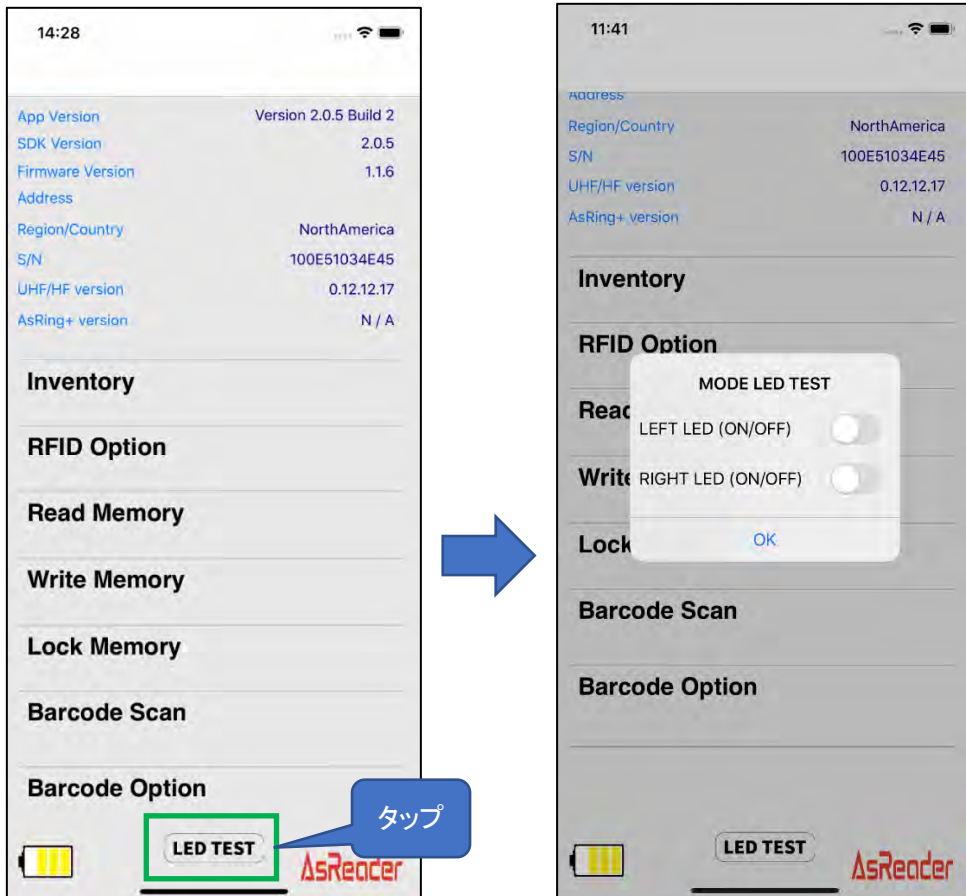 14:28
App Version Version 2.0.5 Build 2
SDK Version 2.0.5
Firmware Version 1.1.6
Address
Region/Country NorthAmerica
S/N 100E51034E45
UHF/HF version 0.12.12.17
AsRing+ version N / A
Inventory
RFID Option
Read Memory
Write Memory
Lock Memory
Barcode Scan
Barcode Option
タップ
LED TEST
AsReader
11:41
Address
Region/Country NorthAmerica
S/N 100E51034E45
UHF/HF version 0.12.12.17
AsRing+ version N / A
Inventory
RFID Option
Read
MODE LED TEST
LEFT LED (ON/OFF)
Write
RIGHT LED (ON/OFF)
Lock
OK
Barcode Scan
Barcode Option
LED TEST
AsReader